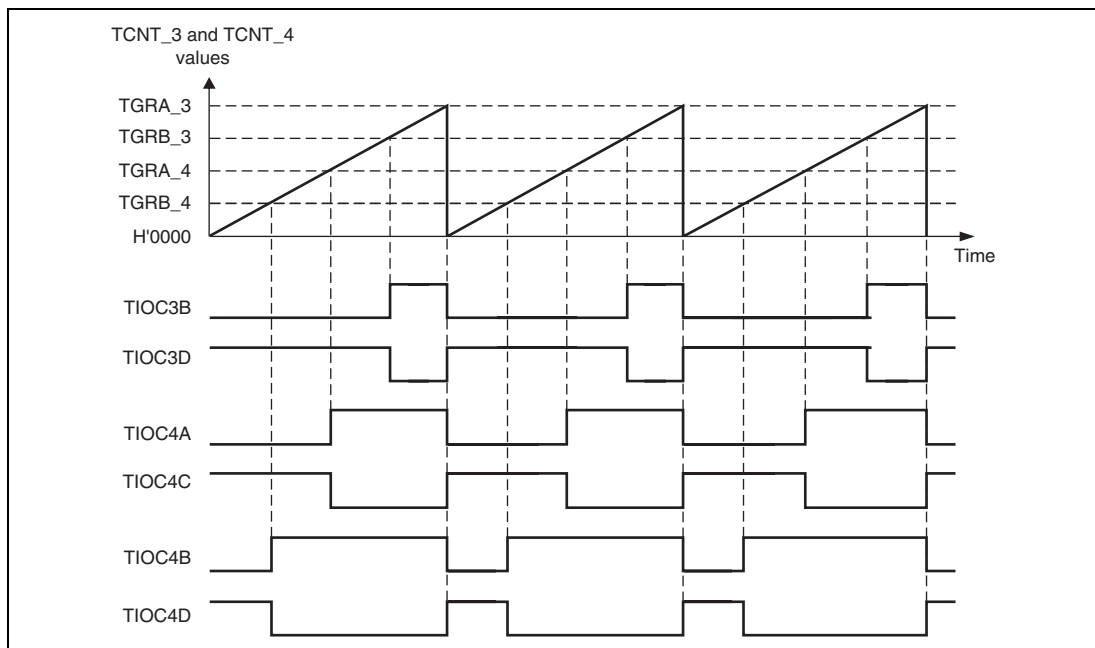 TCNT_3 and TCNT_4
values
TGRA_3
TGRB_3
TGRA_4
TGRB_4
H'0000
Time
TIOC3B
TIOC3D
TIOC4A
TIOC4C
TIOC4B
TIOC4D